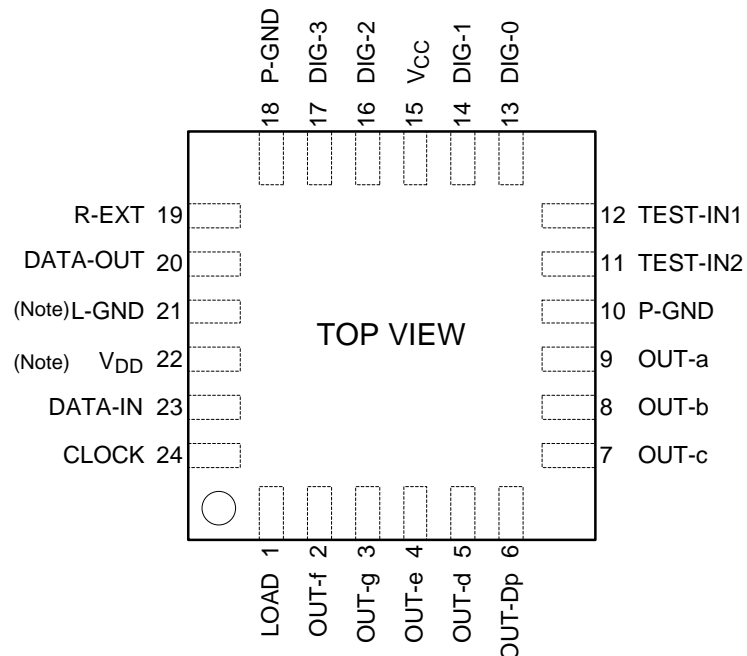 18 P-GND
17 DIG-3
16 DIG-2
15 VCC
14 DIG-1
13 DIG-0
R-EXT 19
DATA-OUT 20
(Note) L-GND 21
(Note) VDD 22
DATA-IN 23
CLOCK 24
TOP VIEW
12 TEST-IN1
11 TEST-IN2
10 P-GND
9 OUT-a
8 OUT-b
7 OUT-c
LOAD 1
OUT-f 2
OUT-g 3
OUT-e 4
OUT-d 5
OUT-Dp 6